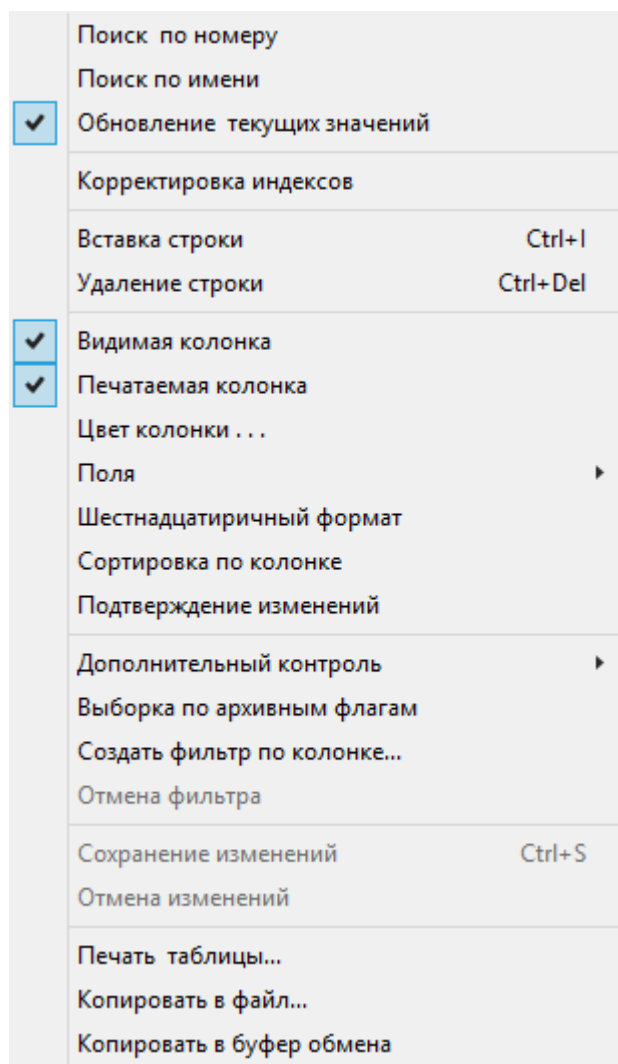 Поиск  по номеру
Поиск по имени
Обновление  текущих значений
Корректировка индексов
Вставка строки Ctrl+I
Удаление строки Ctrl+Del
Видимая колонка
Печатаемая колонка
Цвет колонки . . .
Поля
Шестнадцатиричный формат
Сортировка по колонке
Подтверждение изменений
Дополнительный контроль
Выборка по архивным флагам
Создать фильтр по колонке...
Отмена фильтра
Сохранение изменений Ctrl+S
Отмена изменений
Печать  таблицы...
Копировать в файл...
Копировать в буфер обмена